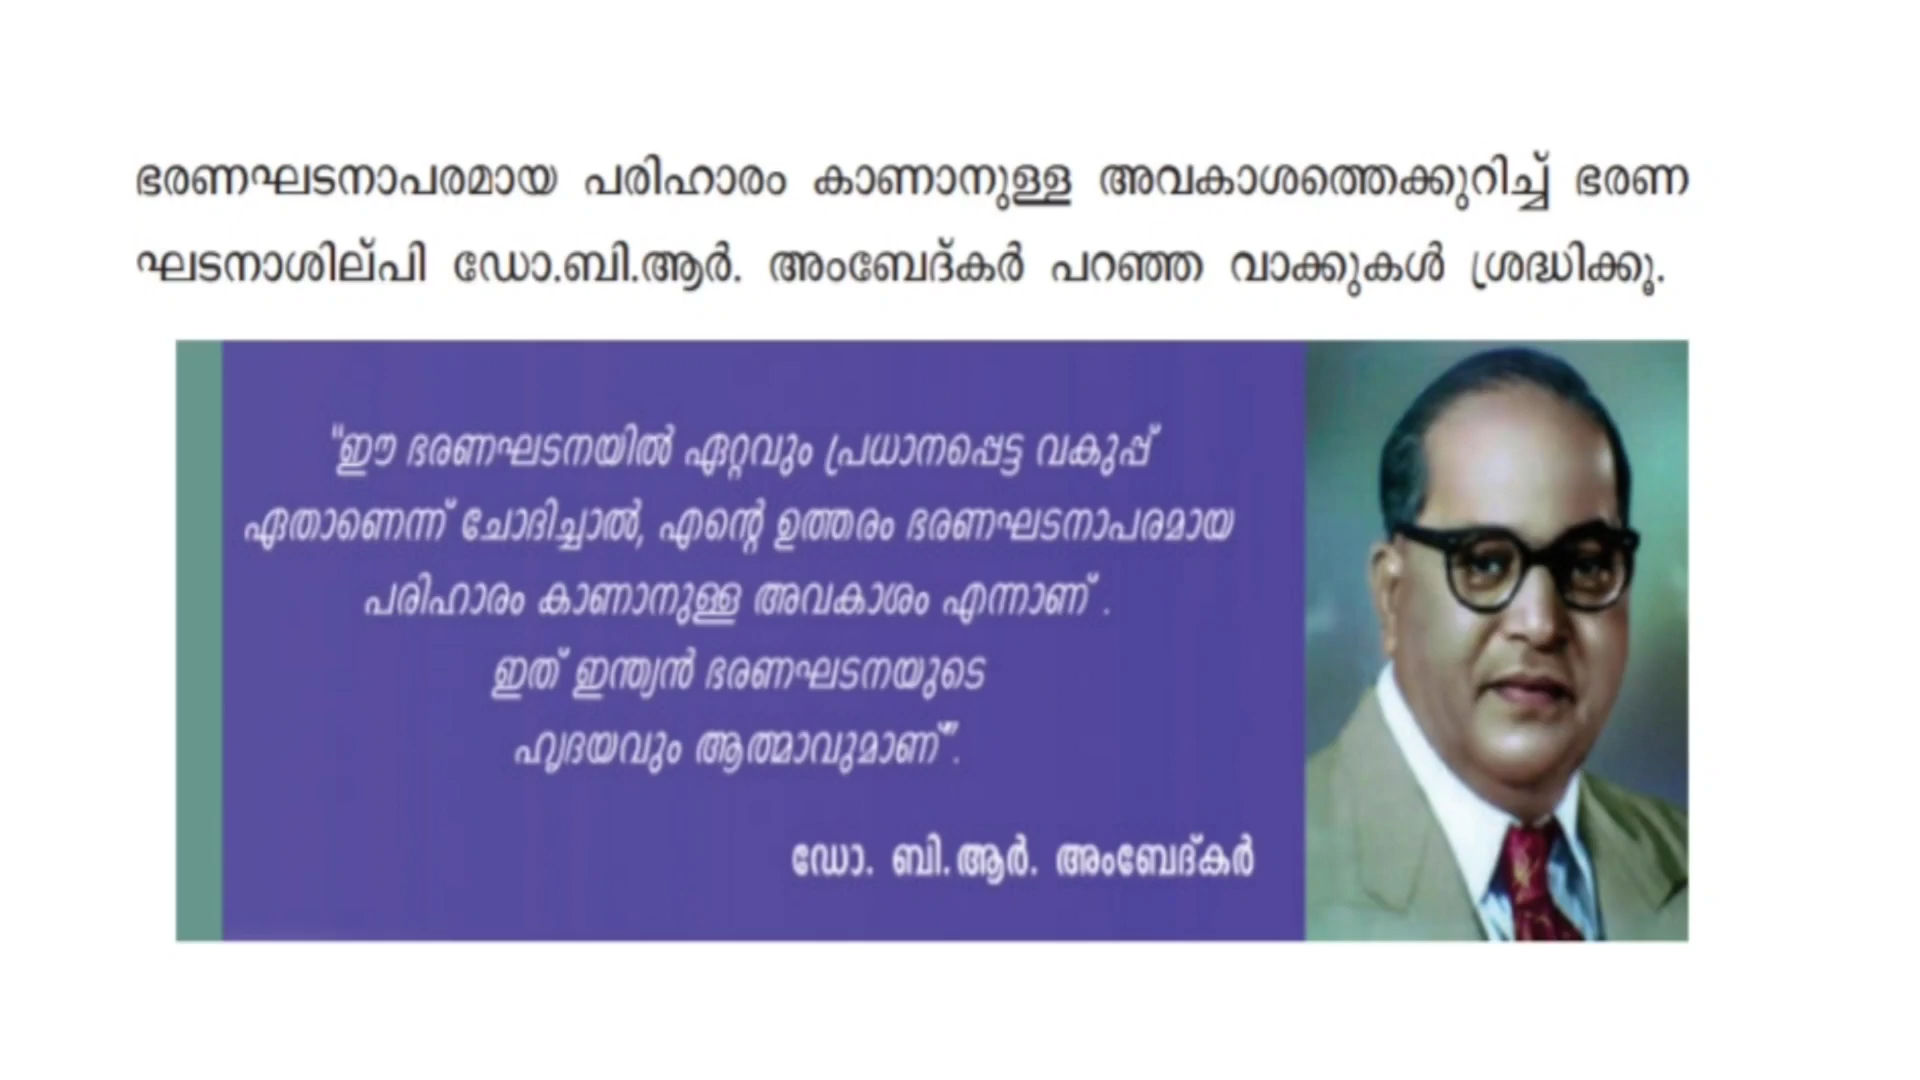 ഭരണഘടനാപരമായ പരിഹാരം കാണാനുള്ള അവകാശത്തെക്കുറിച്ച് ഭരണ
ഘടനാശില്പി ഡോ.ബി.ആർ. അംബേദ്കർ പറഞ്ഞ വാക്കുകൾ ശ്രദ്ധിക്കൂ.
"ഈ ഭരണഘടനയിൽ ഏറ്റവും പ്രധാനപ്പെട്ട വകുപ്പ്
ഏതാണെന്ന് ചോദിച്ചാൽ, എന്റെ ഉത്തരം ഭരണഘടനാപരമായ
പരിഹാരം കാണാനുള്ള അവകാശം എന്നാണ് .
ഇത് ഇന്ത്യൻ ഭരണഘടനയുടെ
ഹൃദയവും ആത്മാവുമാണ്".
ഡോ. ബി.ആർ. അംബേദ്കർ